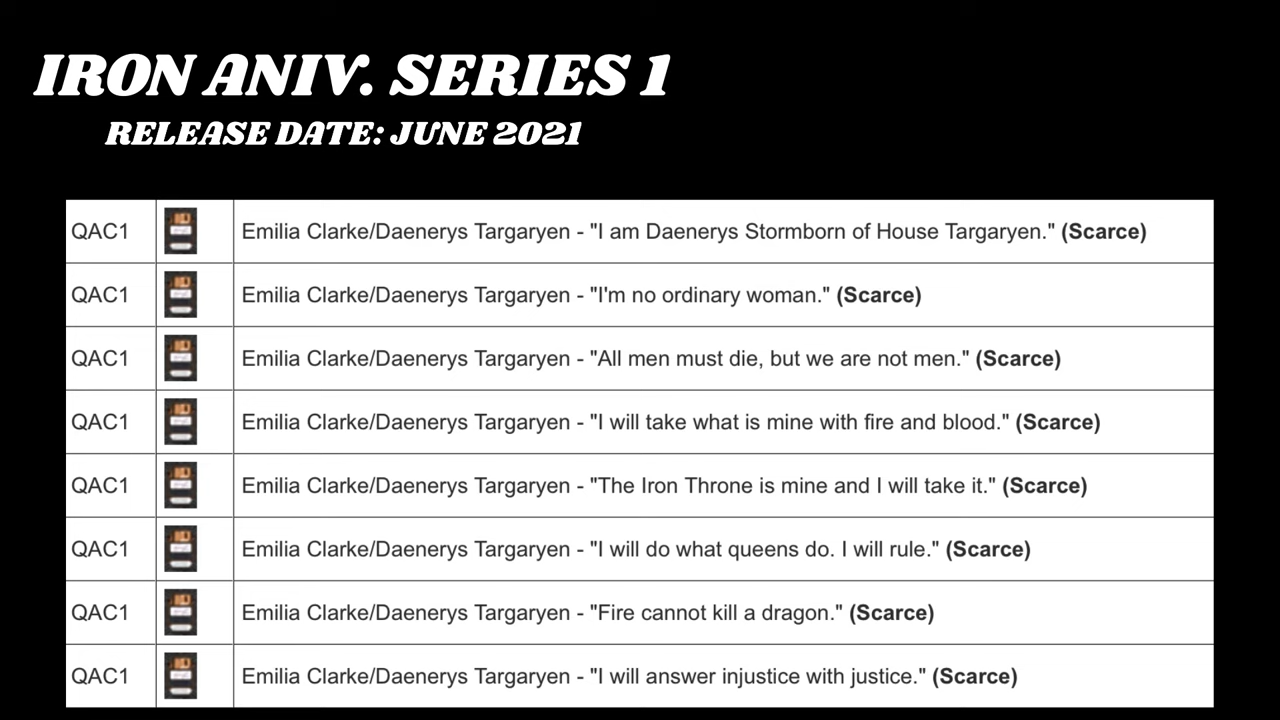 IRON ANIV. SERIES 1
RELEASE DATE: JUNE 2021
QAC1 Emilia Clarke/Daenerys Targaryen - "I am Daenerys Stormborn of House Targaryen." (Scarce)
QAC1 Emilia Clarke/Daenerys Targaryen - "I'm no ordinary woman." (Scarce)
QAC1 Emilia Clarke/Daenerys Targaryen - "All men must die, but we are not men." (Scarce)
QAC1 Emilia Clarke/Daenerys Targaryen - "I will take what is mine with fire and blood." (Scarce)
QAC1 Emilia Clarke/Daenerys Targaryen - "The Iron Throne is mine and I will take it." (Scarce)
QAC1 Emilia Clarke/Daenerys Targaryen - "I will do what queens do. I will rule." (Scarce)
QAC1 Emilia Clarke/Daenerys Targaryen - "Fire cannot kill a dragon." (Scarce)
QAC1 Emilia Clarke/Daenerys Targaryen - "I will answer injustice with justice." (Scarce)